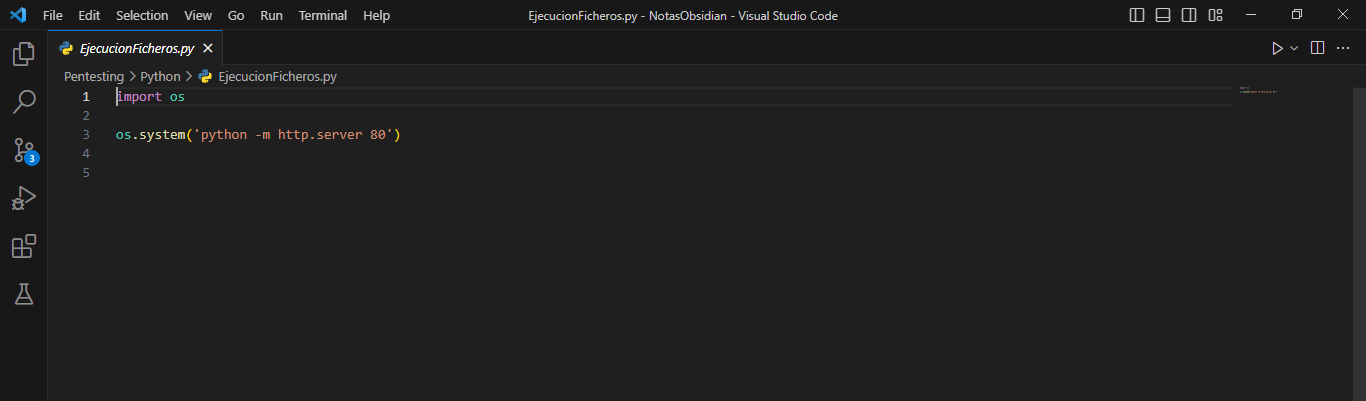 File Edit Selection View Go Run Terminal Help EjecucionFicheros.py - NotasObsidian - Visual Studio Code
EjecucionFicheros.py
Pentesting > Python > EjecucionFicheros.py
1 import os
2
3 os.system('python -m http.server 80')
3
4
5